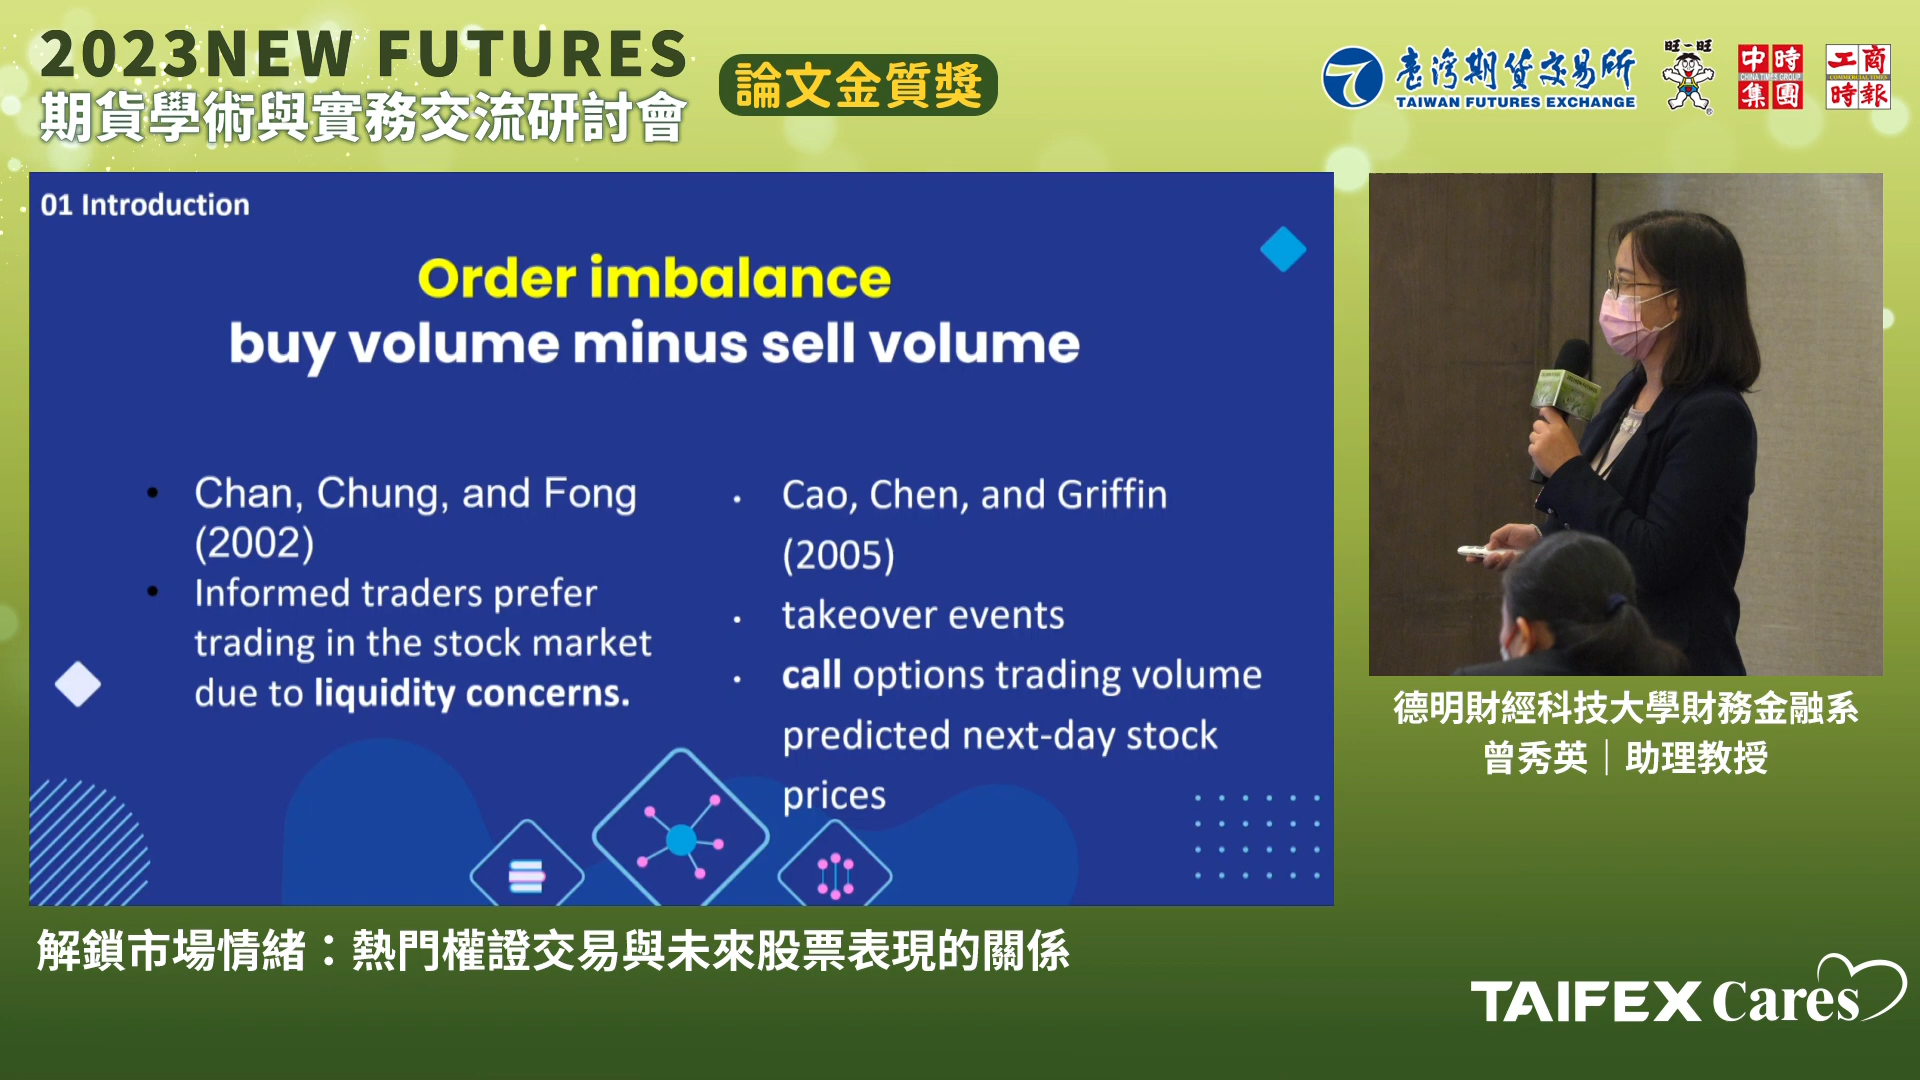 2023NEW FUTURES
期貨學術與實務交流研討會
論文金質獎
臺灣期貨交易所
TAIWAN FUTURES EXCHANGE
旺一旺
中時
CHINA TIMES GROUP
集團
工商
COMMERCIAL TIMES
時報
01 Introduction
Order imbalance
buy volume minus sell volume
• Chan, Chung, and Fong
(2002)
• Informed traders prefer
trading in the stock market
due to liquidity concerns.
• Cao, Chen, and Griffin
(2005)
• takeover events
• call options trading volume
predicted next-day stock
prices
德明財經科技大學財務金融系
曾秀英｜助理教授
解鎖市場情緒：熱門權證交易與未來股票表現的關係
TAIFEX Cares